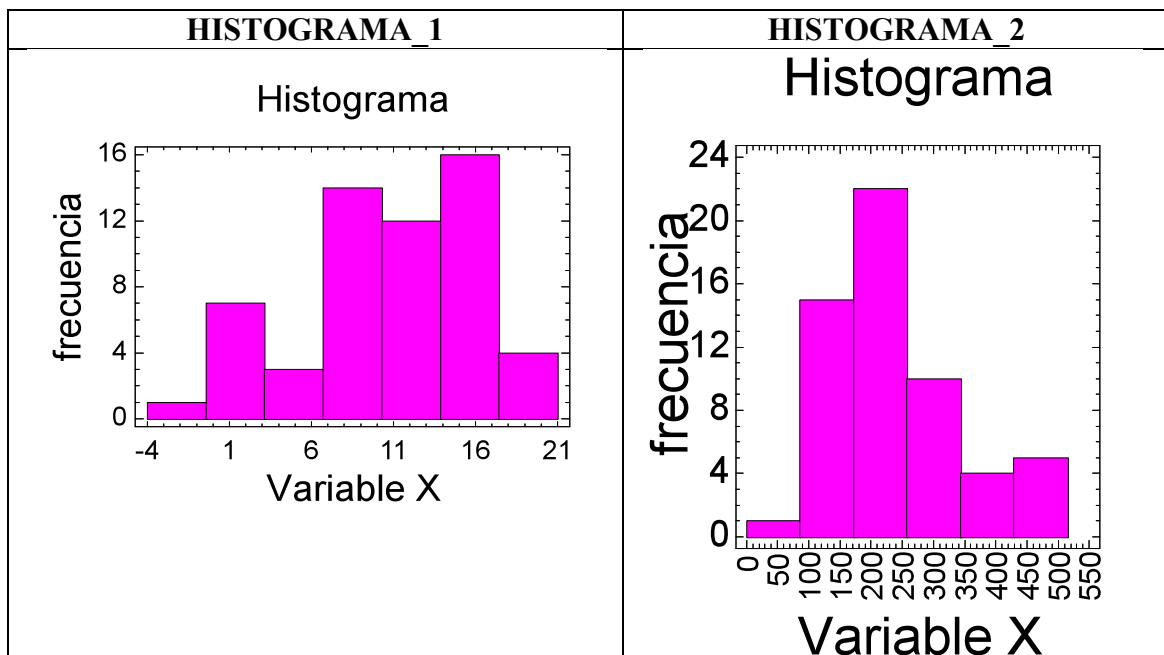 HISTOGRAMA_1
Histograma
frecuencia
16
12
8
4
0
-4 1 6 11 16 21
Variable X
HISTOGRAMA_2
Histograma
frecuencia
24
20
16
12
8
4
0
0 50 100 150 200 250 300 350 400 450 500 550
Variable X